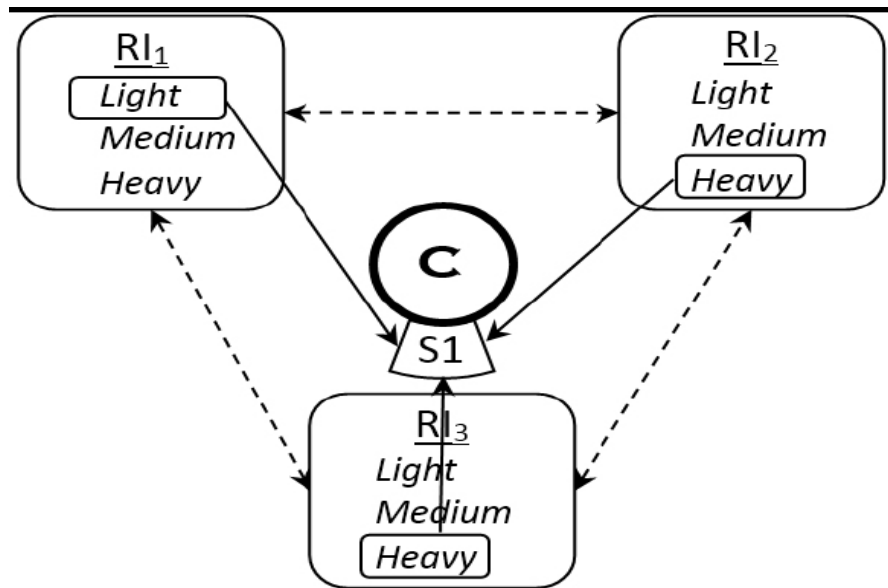 RI₁
Light
Medium
Heavy
RI₂
Light
Medium
Heavy
C
S1
RI₃
Light
Medium
Heavy